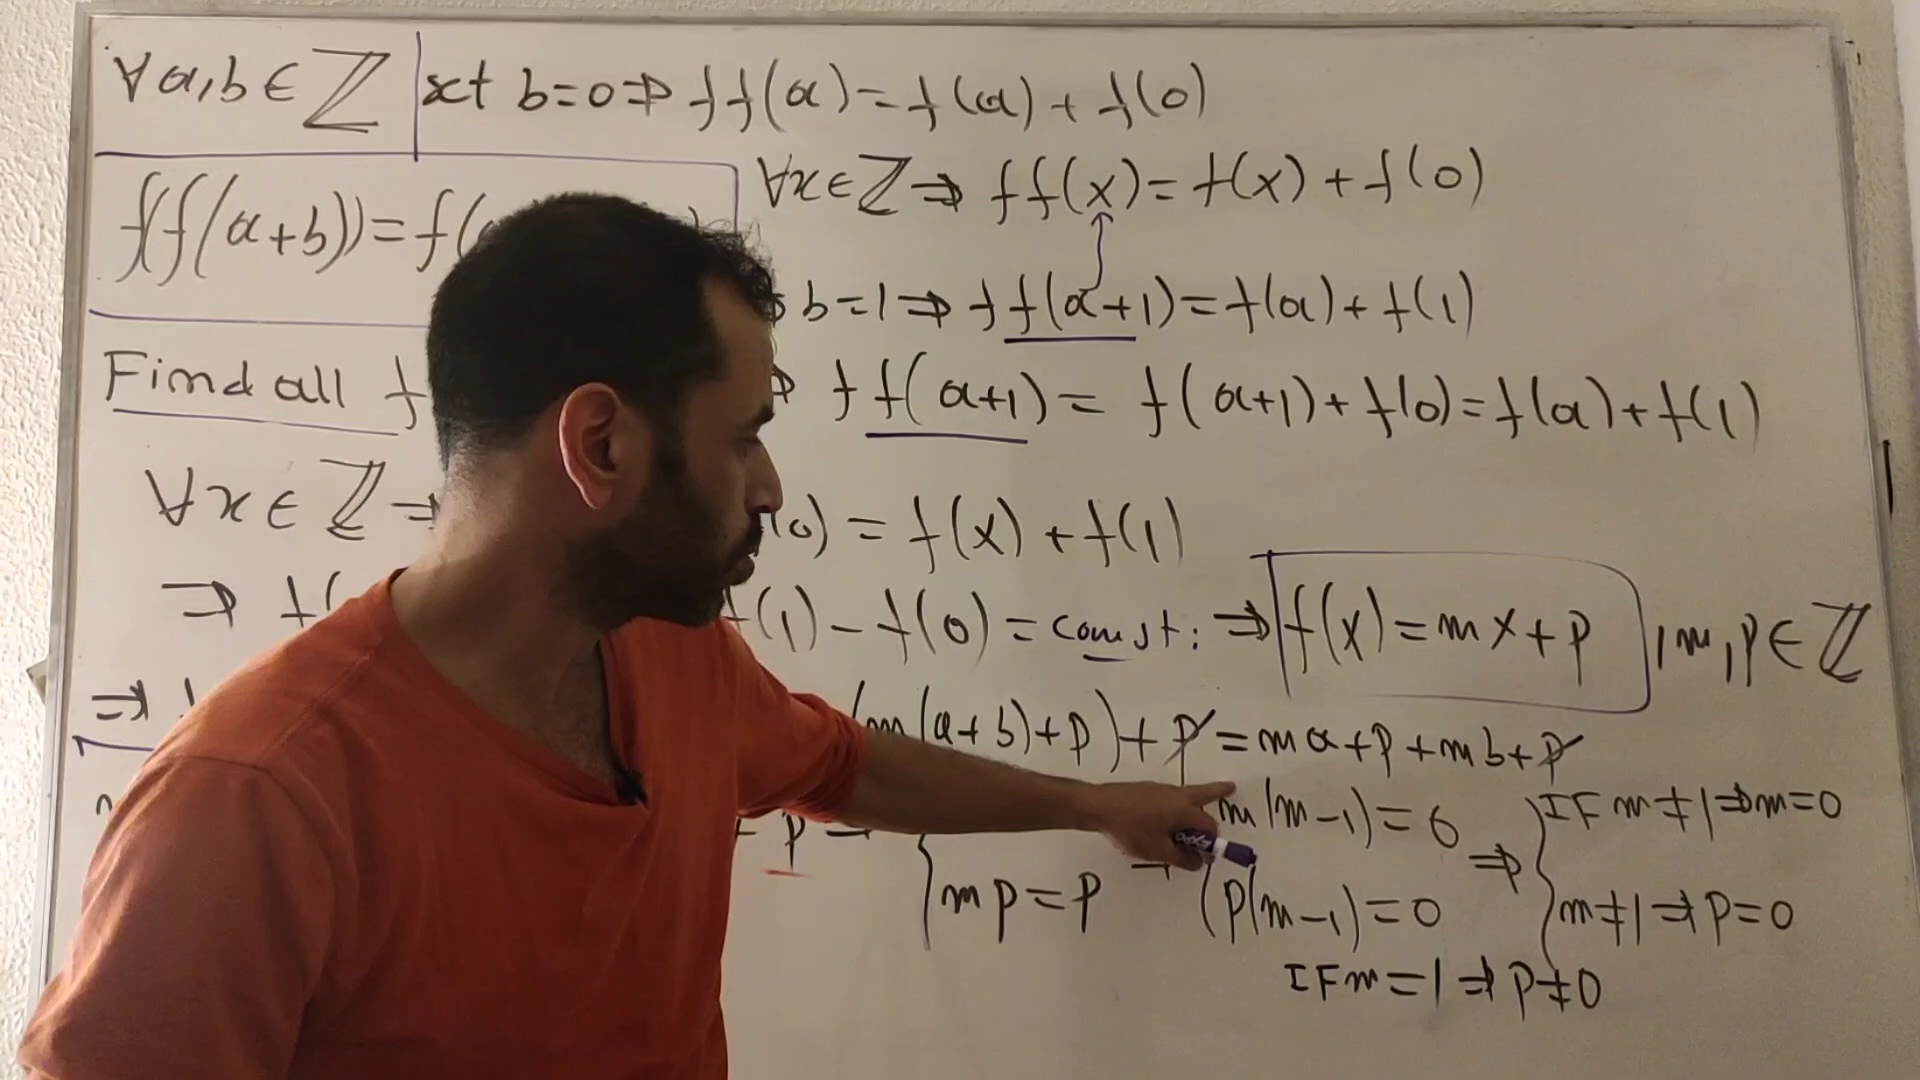 ∀a,b∈ℤ | xt b=0⇒ff(a)=f(a)+f(0)
f(f(a+b))=f(
∀x∈ℤ⇒ff(x)=f(x)+f(0)
b=1⇒ff(a+1)=f(a)+f(1)
Find all f
ff(a+1)=f(a+1)+f(0)=f(a)+f(1)
∀x∈ℤ⇒
0)=f(x)+f(1)
⇒f(
f(1)-f(0)=const:⇒f(x)=mx+p, m,p∈ℤ
m(a+b)+p)+p=ma+p+mb+p
m(m-1)=0
mp=p
p(m-1)=0
⇒
IF m≠1⇒m=0
m≠1⇒p=0
IF m=1⇒p≠0